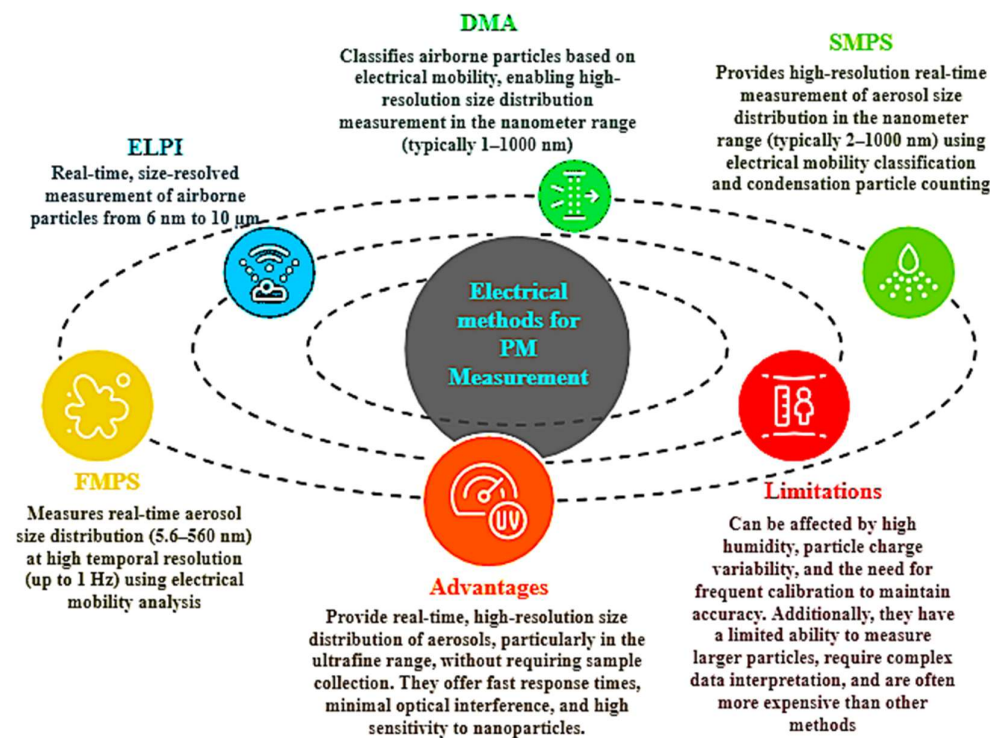 DMA
Classifies airborne particles based on
electrical mobility, enabling high-
resolution size distribution
measurement in the nanometer range
(typically 1–1000 nm)
SMPS
Provides high-resolution real-time
measurement of aerosol size
distribution in the nanometer
range (typically 2–1000 nm) using
electrical mobility classification
and condensation particle counting
ELPI
Real-time, size-resolved
measurement of airborne
particles from 6 nm to 10 µm
Electrical
methods for
PM
Measurement
FMPS
Measures real-time aerosol
size distribution (5.6–560 nm)
at high temporal resolution
(up to 1 Hz) using electrical
mobility analysis
UV
Advantages
Provide real-time, high-resolution size
distribution of aerosols, particularly in the
ultrafine range, without requiring sample
collection. They offer fast response times,
minimal optical interference, and high
sensitivity to nanoparticles.
Limitations
Can be affected by high
humidity, particle charge
variability, and the need for
frequent calibration to maintain
accuracy. Additionally, they have
a limited ability to measure
larger particles, require complex
data interpretation, and are often
more expensive than other
methods